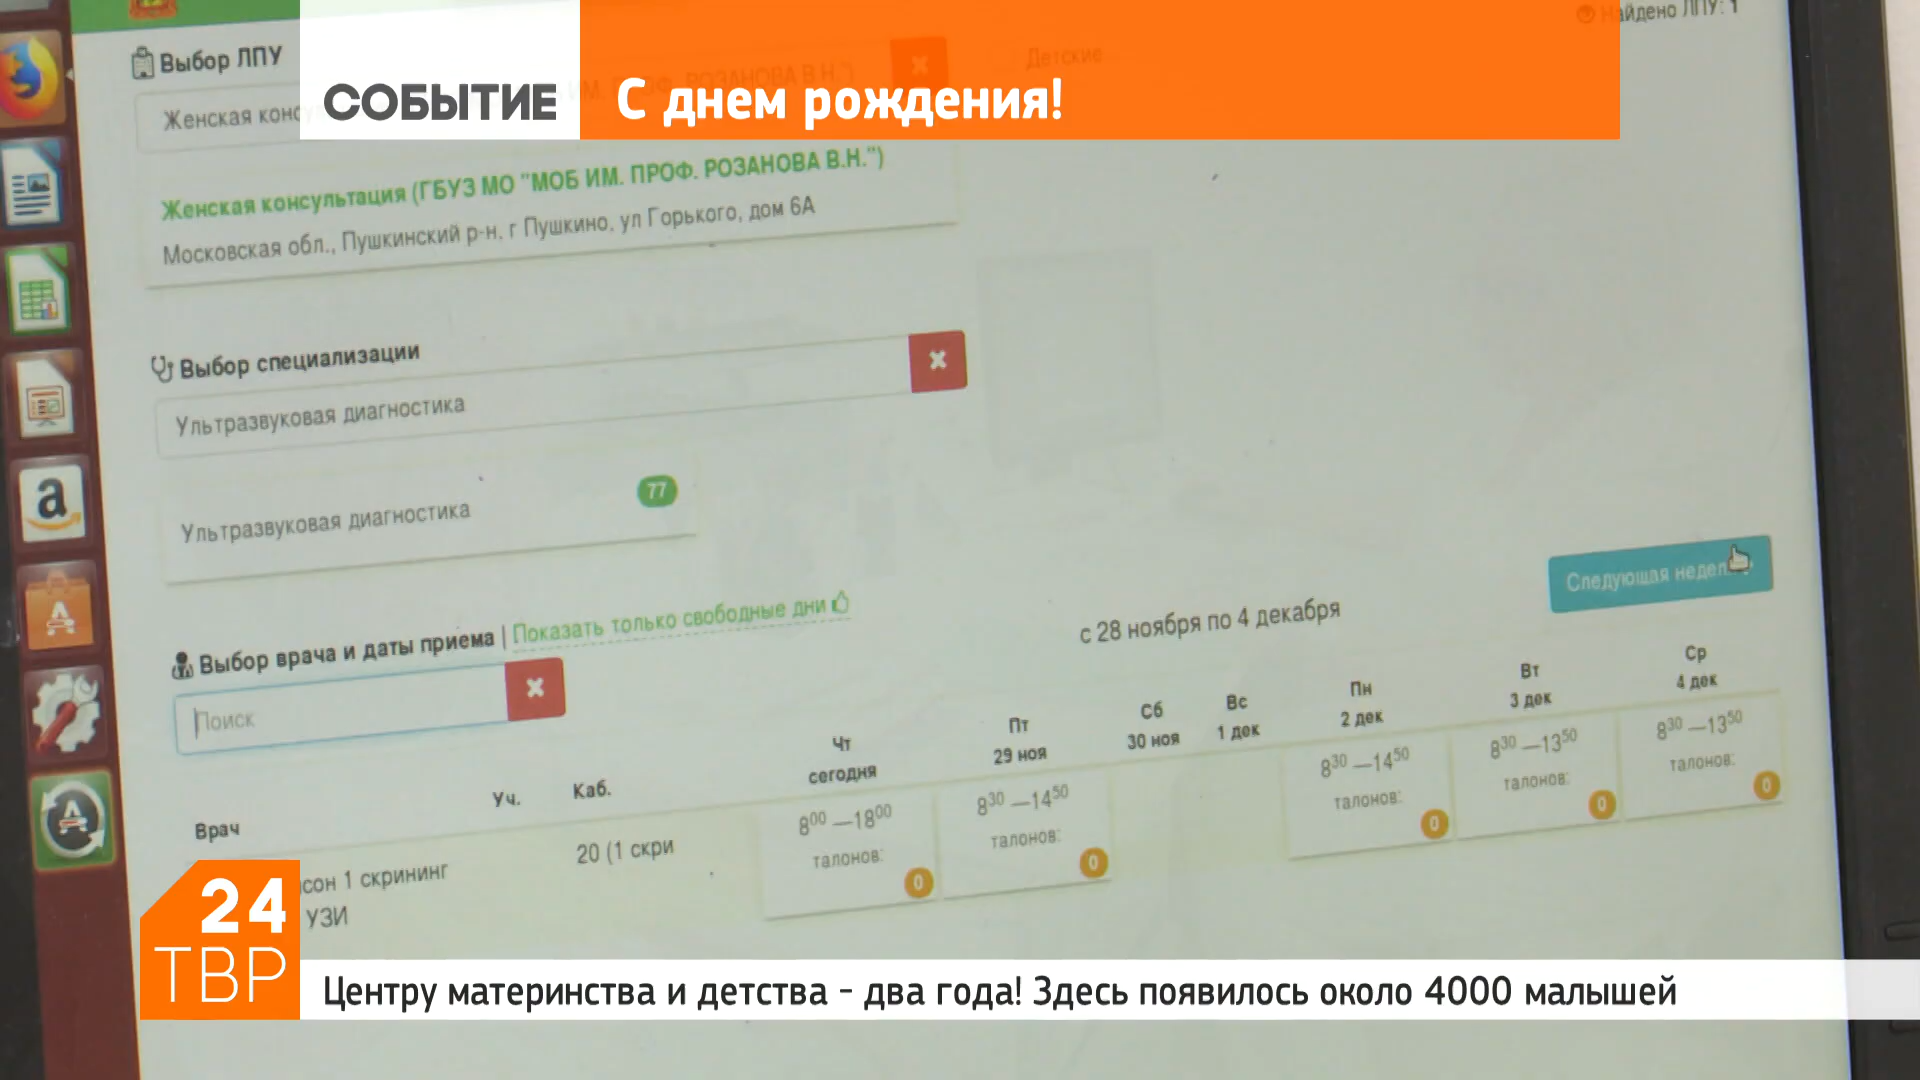 Найдено ЛПУ: 1
Выбор ЛПУ
Детские
СОБЫТИЕ
С днем рождения!
Женская
Женская консультация (ГБУЗ МО "МОБ ИМ. ПРОФ. РОЗАНОВА В.Н.")
Московская обл., Пушкинский р-н, г Пушкино, ул Горького, дом 6А
Выбор специализации
Ультразвуковая диагностика
Ультразвуковая диагностика
77
Выбор врача и даты приема | Показать только свободные дни
с 28 ноября по 4 декабря
Следующая
Поиск
Врач Уч. Каб.
Чт Пт Сб Вс Пн Вт Ср
сегодня 29 ноя 30 ноя 1 дек 2 дек 3 дек 4 дек
8⁰⁰ —18⁰⁰ 8³⁰ —14⁵⁰ 8³⁰ —14⁵⁰ 8³⁰ —13⁵⁰ 8³⁰ —13⁵⁰
талонов: талонов: талонов: талонов: талонов:
0 0 0 0 0
сон 1 скрининг 20 (1 скри
УЗИ
24
ТВР
Центру материнства и детства - два года! Здесь появилось около 4000 малышей